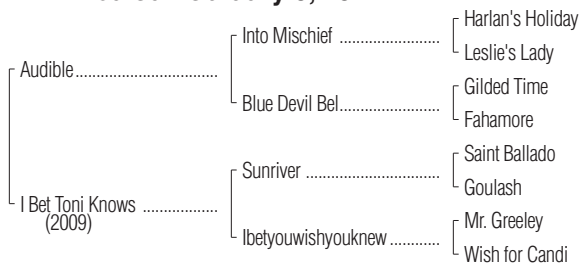 Harlan's Holiday
Into Mischief
Leslie's Lady
Audible
Gilded Time
Blue Devil Bel
Fahamore
Saint Ballado
Sunriver
Goulash
I Bet Toni Knows
(2009)
Mr. Greeley
Ibetyouwishyouknew
Wish for Candi